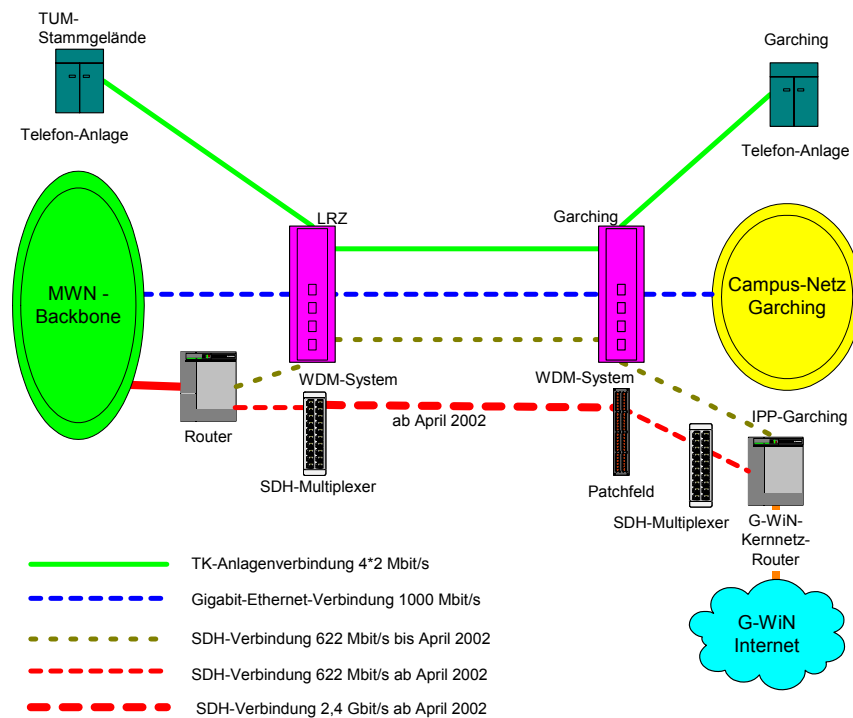 TUM-
Stammgelände
Garching
Telefon-Anlage
Telefon-Anlage
LRZ
Garching
MWN -
Backbone
Campus-Netz
Garching
WDM-System
WDM-System
Router
ab April 2002
IPP-Garching
SDH-Multiplexer
Patchfeld
SDH-Multiplexer
G-WiN-
Kernnetz-
Router
TK-Anlagenverbindung 4*2 Mbit/s
Gigabit-Ethernet-Verbindung 1000 Mbit/s
SDH-Verbindung 622 Mbit/s bis April 2002
SDH-Verbindung 622 Mbit/s ab April 2002
SDH-Verbindung 2,4 Gbit/s ab April 2002
G-WiN
Internet